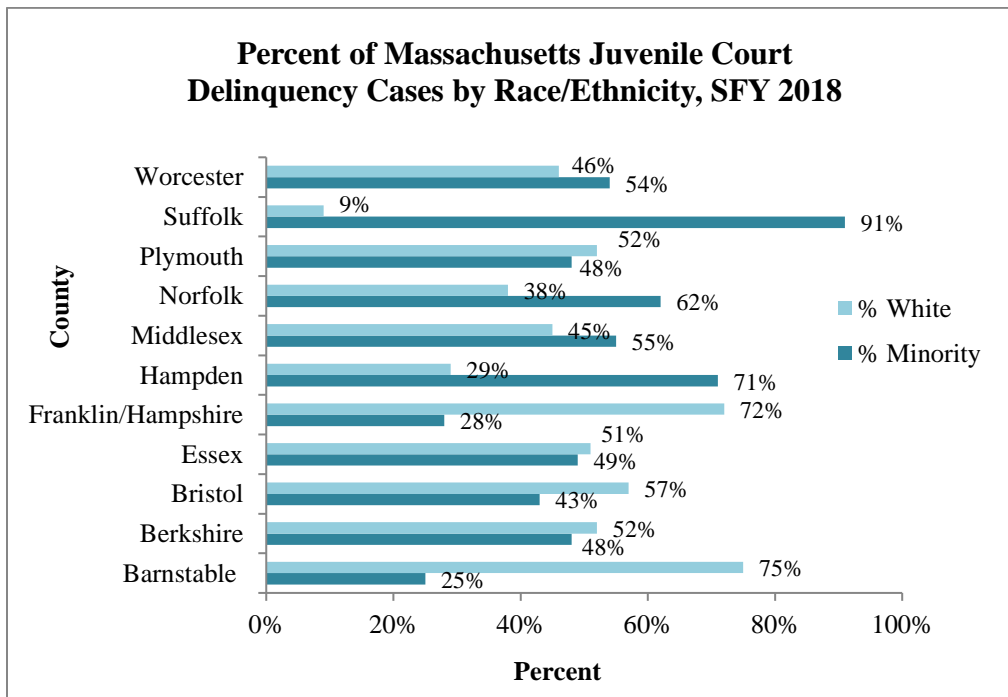 Percent of Massachusetts Juvenile Court
Delinquency Cases by Race/Ethnicity, SFY 2018
County
Worcester
46%
54%
Suffolk
9%
91%
Plymouth
52%
48%
Norfolk
38%
62%
Middlesex
45%
55%
Hampden
29%
71%
Franklin/Hampshire
72%
28%
Essex
51%
49%
Bristol
57%
43%
Berkshire
52%
48%
Barnstable
75%
25%
% White
% Minority
0% 20% 40% 60% 80% 100%
Percent